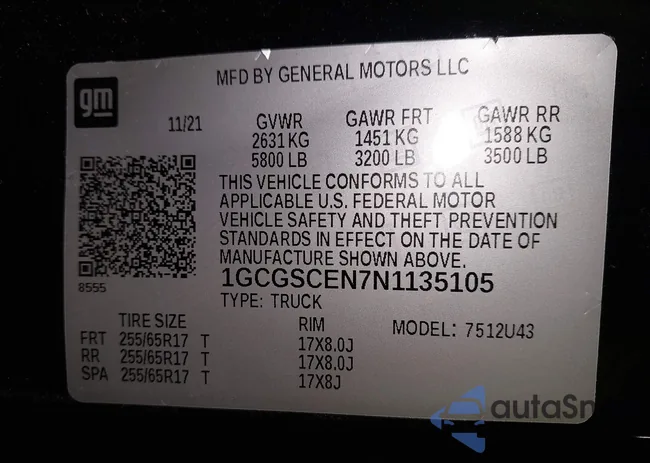 gm
MFD BY GENERAL MOTORS LLC
11/21
GVWR GAWR FRT GAWR RR
2631 KG 1451 KG 1588 KG
5800 LB 3200 LB 3500 LB
THIS VEHICLE CONFORMS TO ALL
APPLICABLE U.S. FEDERAL MOTOR
VEHICLE SAFETY AND THEFT PREVENTION
STANDARDS IN EFFECT ON THE DATE OF
MANUFACTURE SHOWN ABOVE.
8555
1GCGSCEN7N1135105
TYPE: TRUCK
TIRE SIZE RIM MODEL: 7512U43
FRT 255/65R17 T 17X8.0J
RR 255/65R17 T 17X8.0J
SPA 255/65R17 T 17X8J